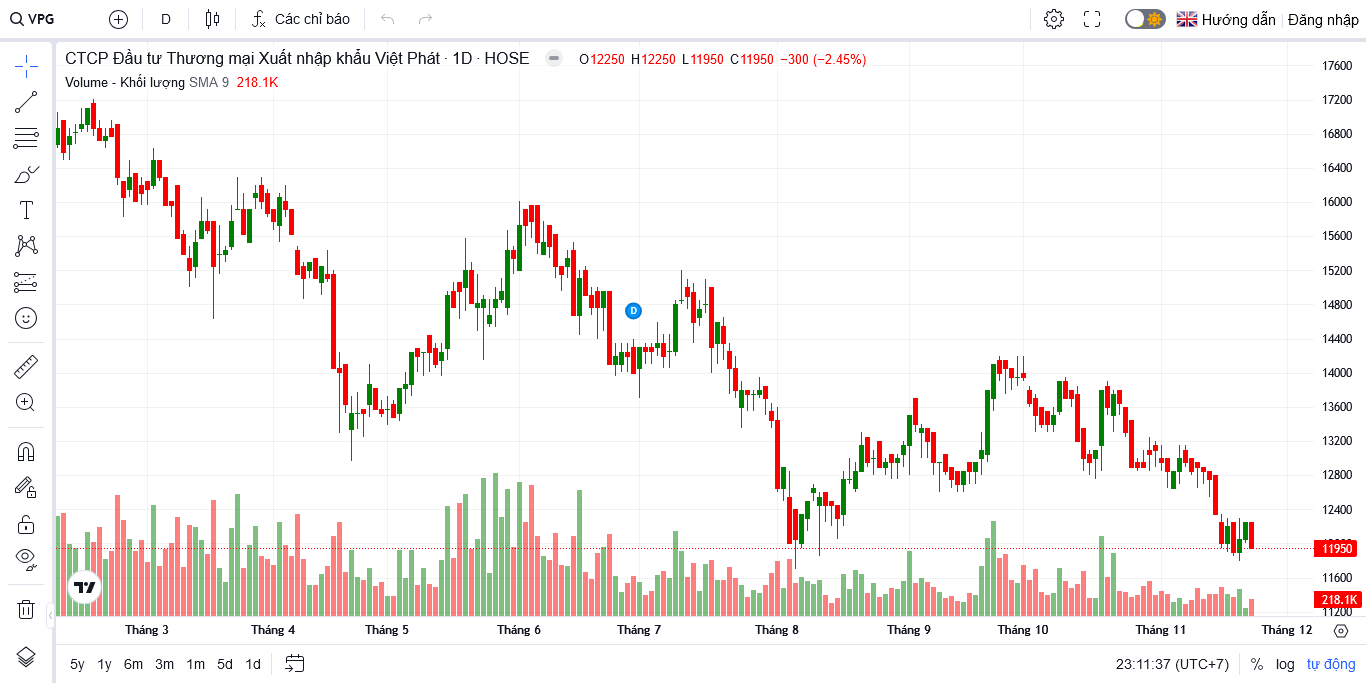 VPG D Các chỉ báo Hướng dẫn Đăng nhập
CTCP Đầu tư Thương mại Xuất nhập khẩu Việt Phát · 1D · HOSE O12250 H12250 L11950 C11950 −300 (−2.45%)
Volume - Khối lượng SMA 9 218.1K
17600
17200
16800
16400
16000
15600
15200
14800
D
14400
14000
13600
13200
12800
12400
11950
11600
218.1K
11200
Tháng 3 Tháng 4 Tháng 5 Tháng 6 Tháng 7 Tháng 8 Tháng 9 Tháng 10 Tháng 11 Tháng 12
5y 1y 6m 3m 1m 5d 1d 23:11:37 (UTC+7) % log tự động